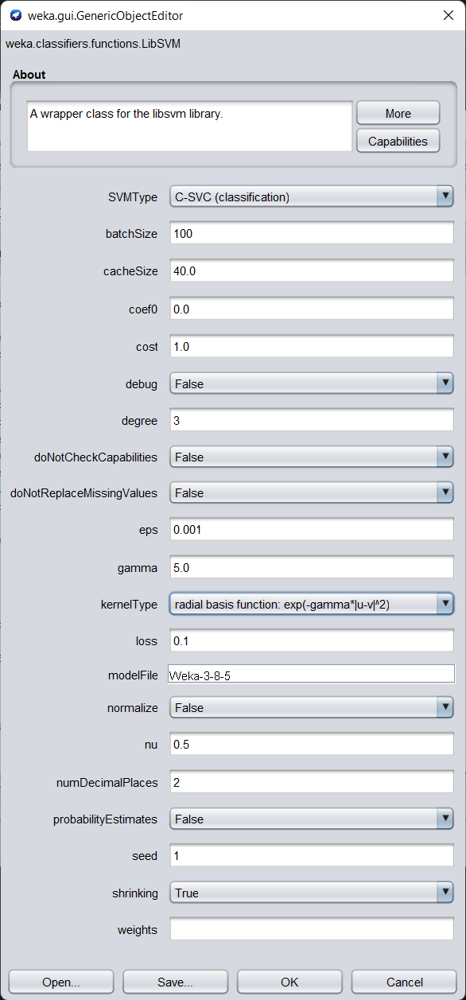 weka.gui.GenericObjectEditor
weka.classifiers.functions.LibSVM
About
A wrapper class for the libsvm library.
More
Capabilities
SVMType C-SVC (classification)
batchSize 100
cacheSize 40.0
coef0 0.0
cost 1.0
debug False
degree 3
doNotCheckCapabilities False
doNotReplaceMissingValues False
eps 0.001
gamma 5.0
kernelType radial basis function: exp(-gamma*|u-v|^2)
loss 0.1
modelFile Weka-3-8-5
normalize False
nu 0.5
numDecimalPlaces 2
probabilityEstimates False
seed 1
shrinking True
weights
Open... Save... OK Cancel